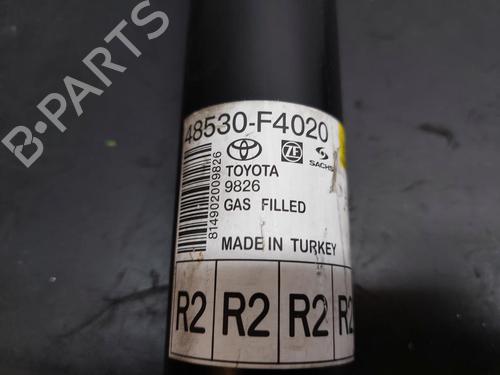 48530-F4020
TOYOTA ZF SACHS
9826
GAS FILLED
MADE IN TURKEY
814902009826
R2 R2 R2 R2
B-PARTS